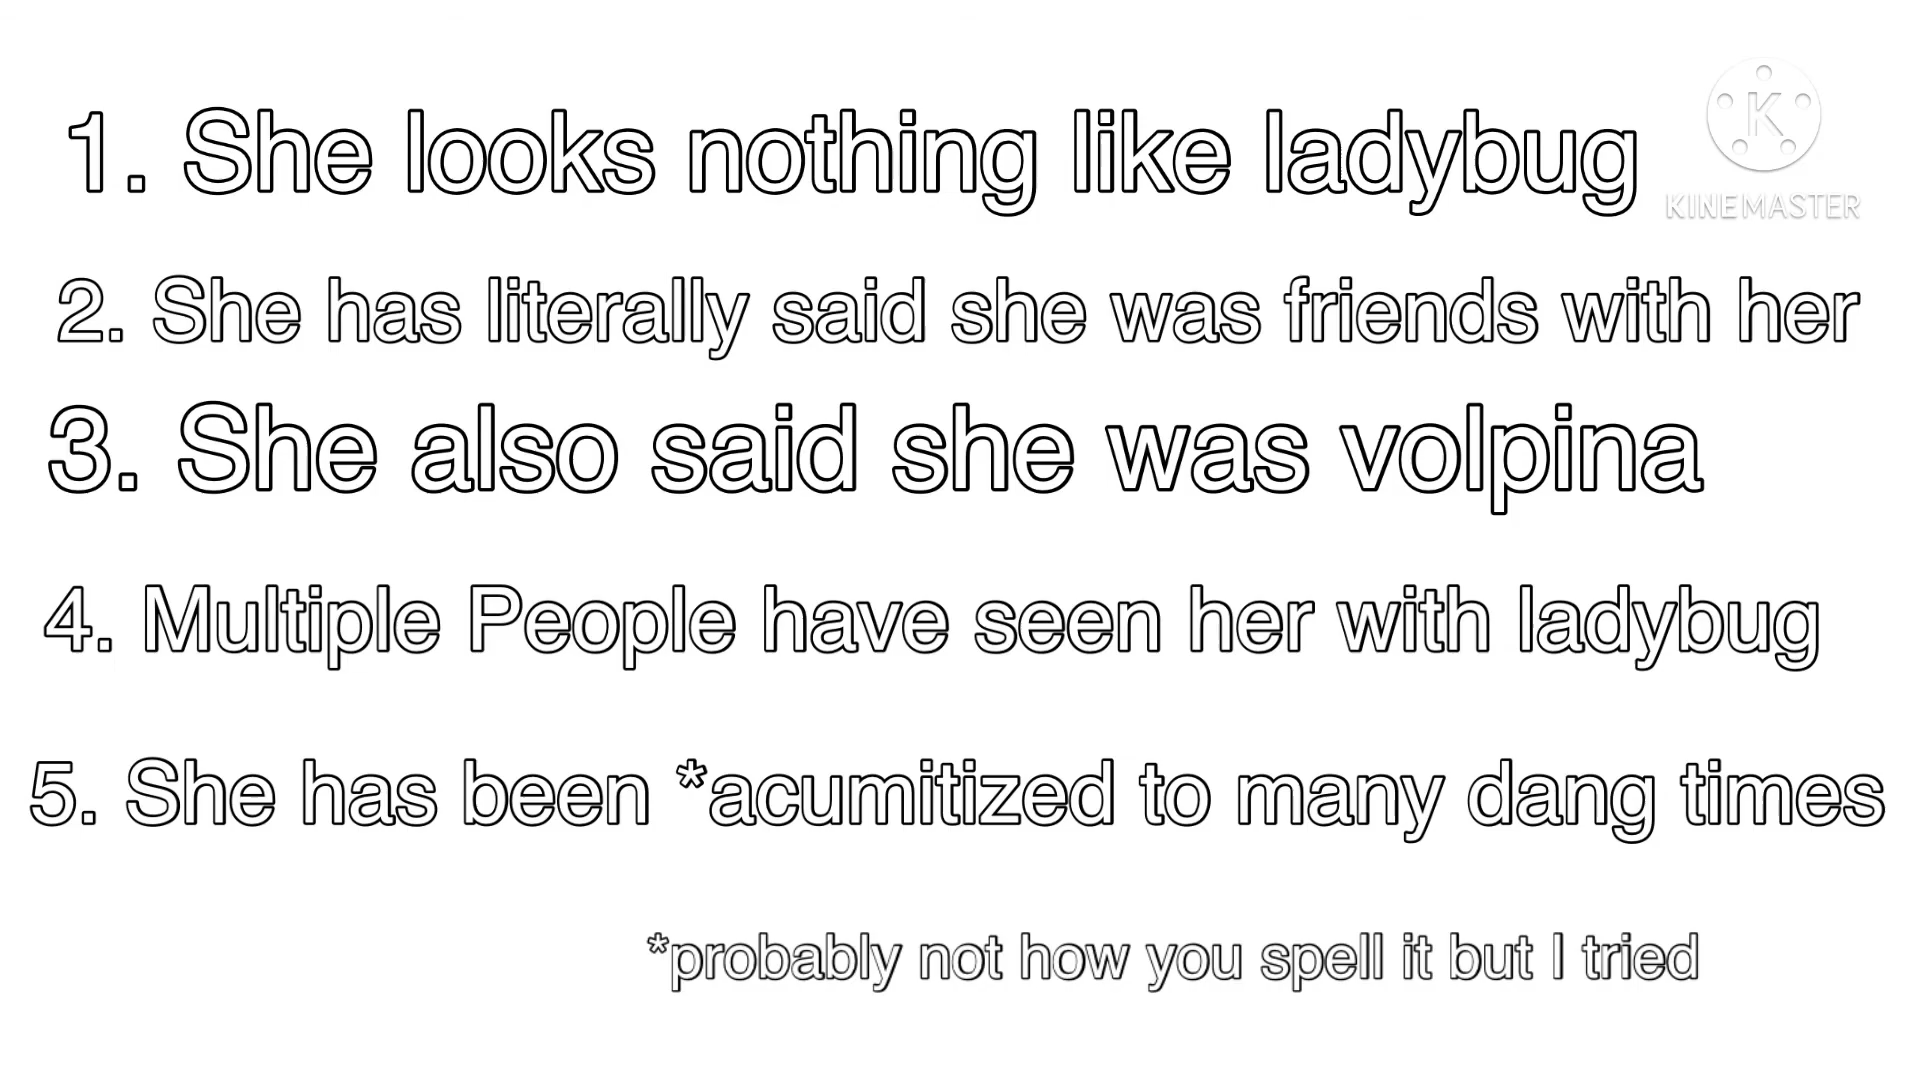 1. She looks nothing like ladybug
KINEMASTER
2. She has literally said she was friends with her
3. She also said she was volpina
4. Multiple People have seen her with ladybug
5. She has been *acumitized to many dang times
*probably not how you spell it but I tried